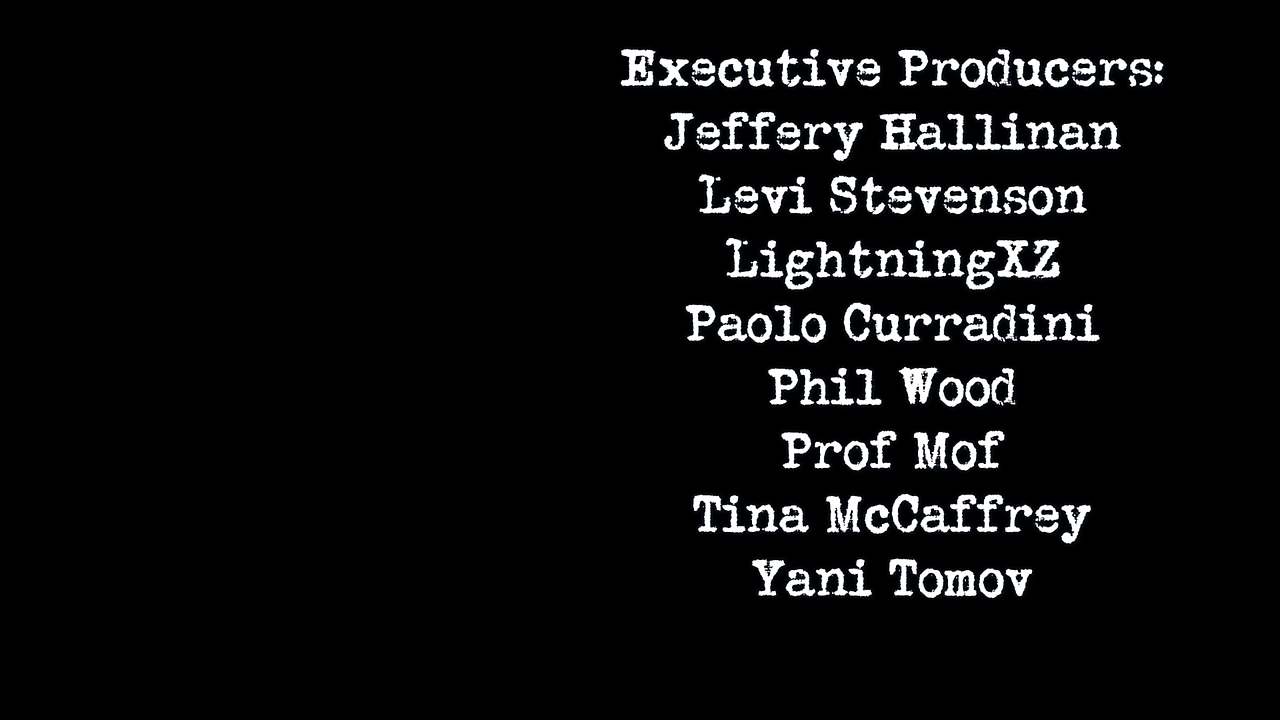 Executive Producers:
Jeffery Hallinan
Levi Stevenson
LightningXZ
Paolo Curradini
Phil Wood
Prof Mof
Tina McCaffrey
Yani Tomov